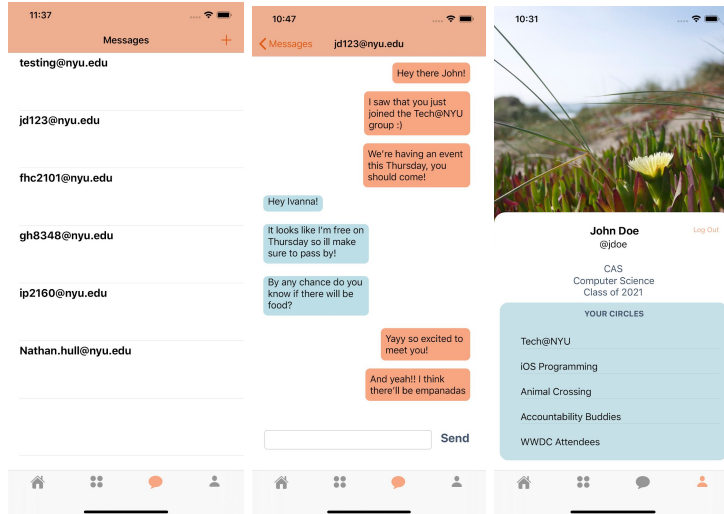 11:37
Messages
+
testing@nyu.edu
jd123@nyu.edu
fhc2101@nyu.edu
gh8348@nyu.edu
ip2160@nyu.edu
Nathan.hull@nyu.edu
10:47
Messages
jd123@nyu.edu
Hey there John!
I saw that you just
joined the Tech@NYU
group :)
We're having an event
this Thursday, you
should come!
Hey Ivanna!
It looks like I'm free on
Thursday so ill make
sure to pass by!
By any chance do you
know if there will be
food?
Yayy so excited to
meet you!
And yeah!! I think
there'll be empanadas
Send
10:31
John Doe
Log Out
@jdoe
CAS
Computer Science
Class of 2021
YOUR CIRCLES
Tech@NYU
iOS Programming
Animal Crossing
Accountability Buddies
WWDC Attendees